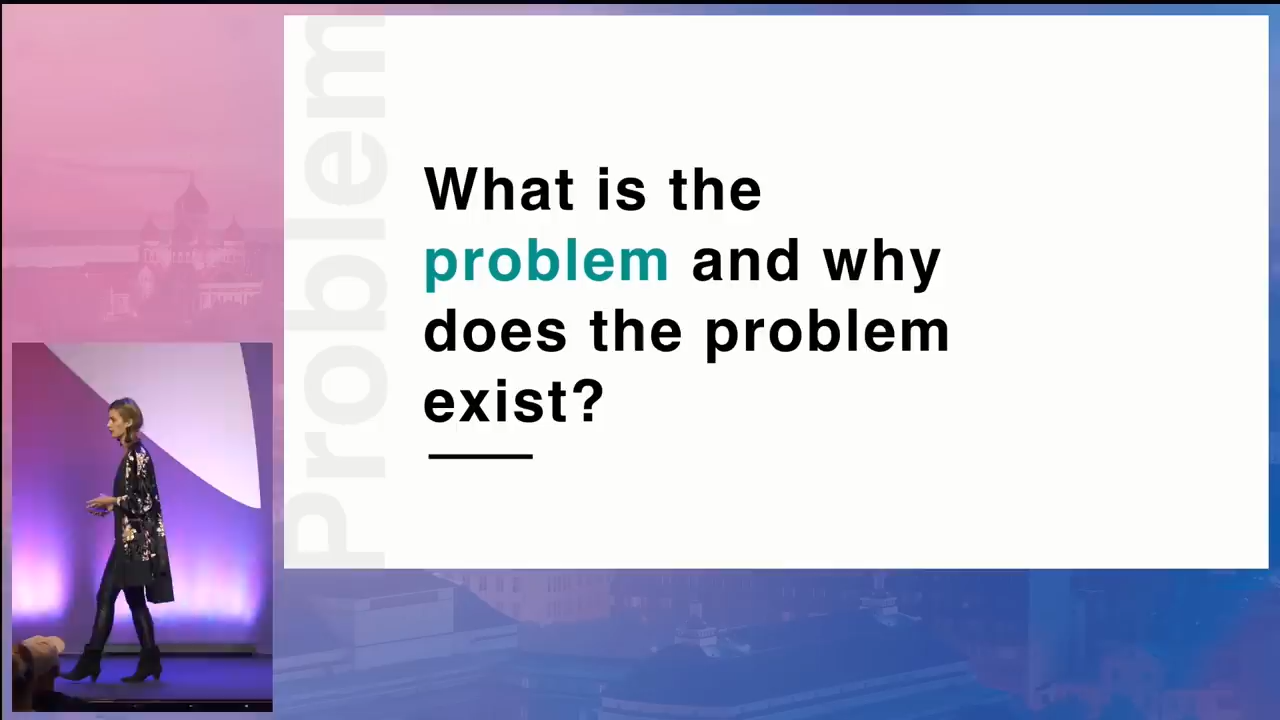 Problem
What is the
problem and why
does the problem
exist?